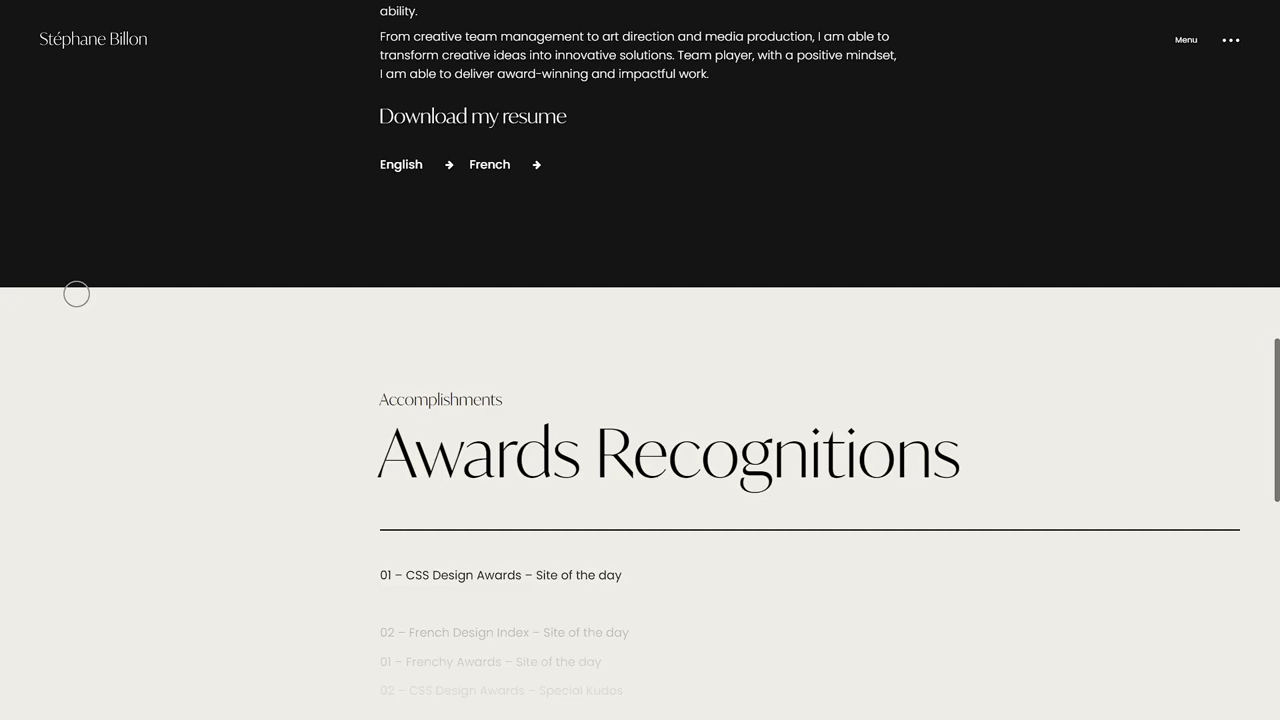 ability.
Stéphane Billon
Menu
From creative team management to art direction and media production, I am able to
transform creative ideas into innovative solutions. Team player, with a positive mindset,
I am able to deliver award-winning and impactful work.
Download my resume
English
French
Accomplishments
Awards Recognitions
01 – CSS Design Awards – Site of the day
02 – French Design Index – Site of the day
01 – Frenchy Awards – Site of the day
02 – CSS Design Awards – Special Kudos